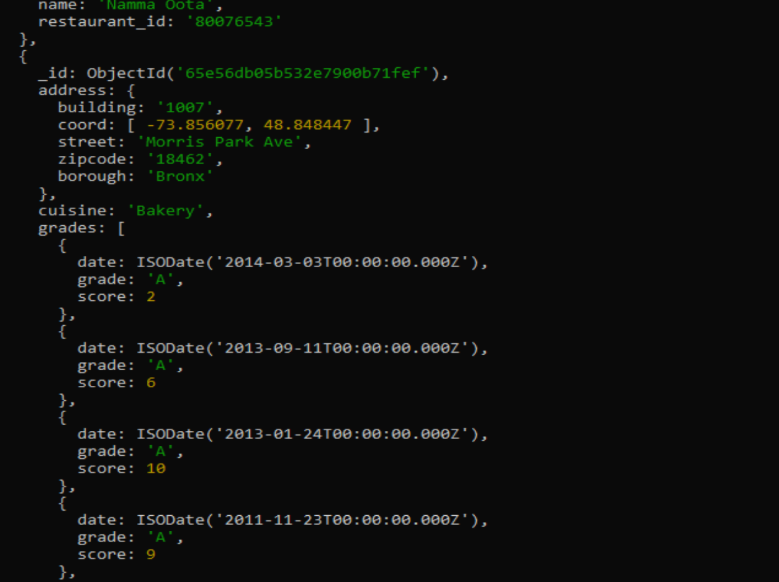 name: 'Namma Oota'
restaurant_id: '80076543'
},
{
_id: ObjectId('65e56db05b532e7900b71fef'),
address: {
building: '1007',
coord: [ -73.856077, 48.848447 ],
street: 'Morris Park Ave',
zipcode: '18462',
borough: 'Bronx'
},
cuisine: 'Bakery',
grades: [
{
date: ISODate('2014-03-03T00:00:00.000Z'),
grade: 'A',
score: 2
},
{
date: ISODate('2013-09-11T00:00:00.000Z'),
grade: 'A',
score: 6
},
{
date: ISODate('2013-01-24T00:00:00.000Z'),
grade: 'A',
score: 10
},
{
date: ISODate('2011-11-23T00:00:00.000Z'),
grade: 'A',
score: 9
},